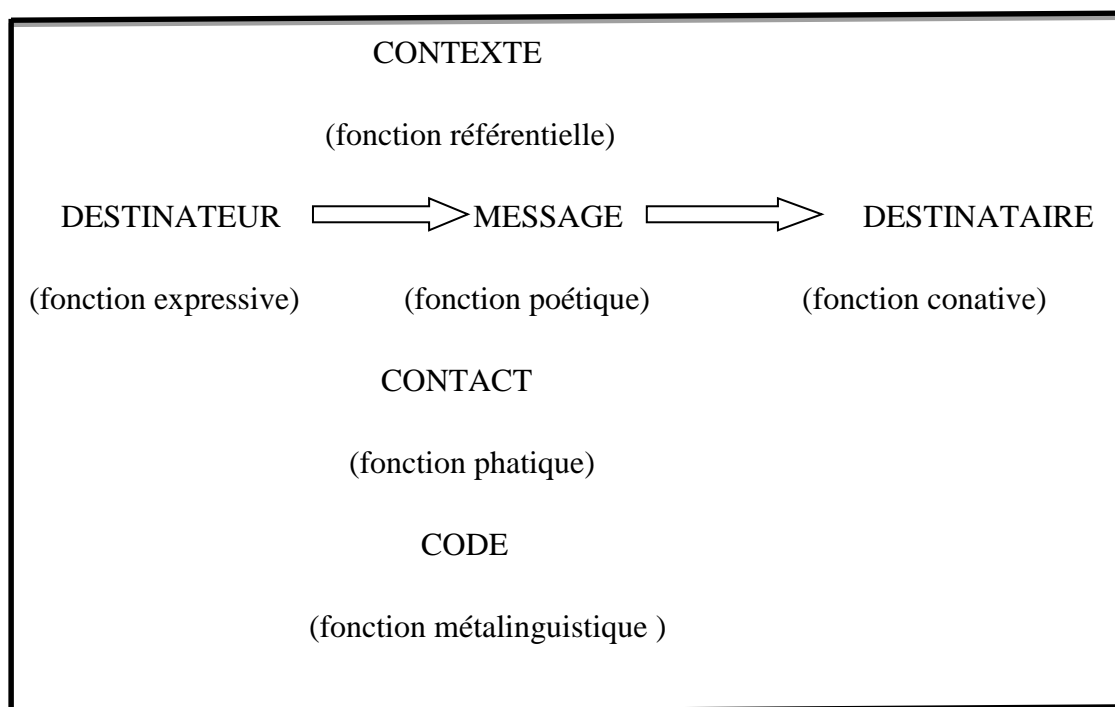 CONTEXTE
(fonction référentielle)
DESTINATEUR MESSAGE DESTINATAIRE
(fonction expressive) (fonction poétique) (fonction conative)
CONTACT
(fonction phatique)
CODE
(fonction métalinguistique )